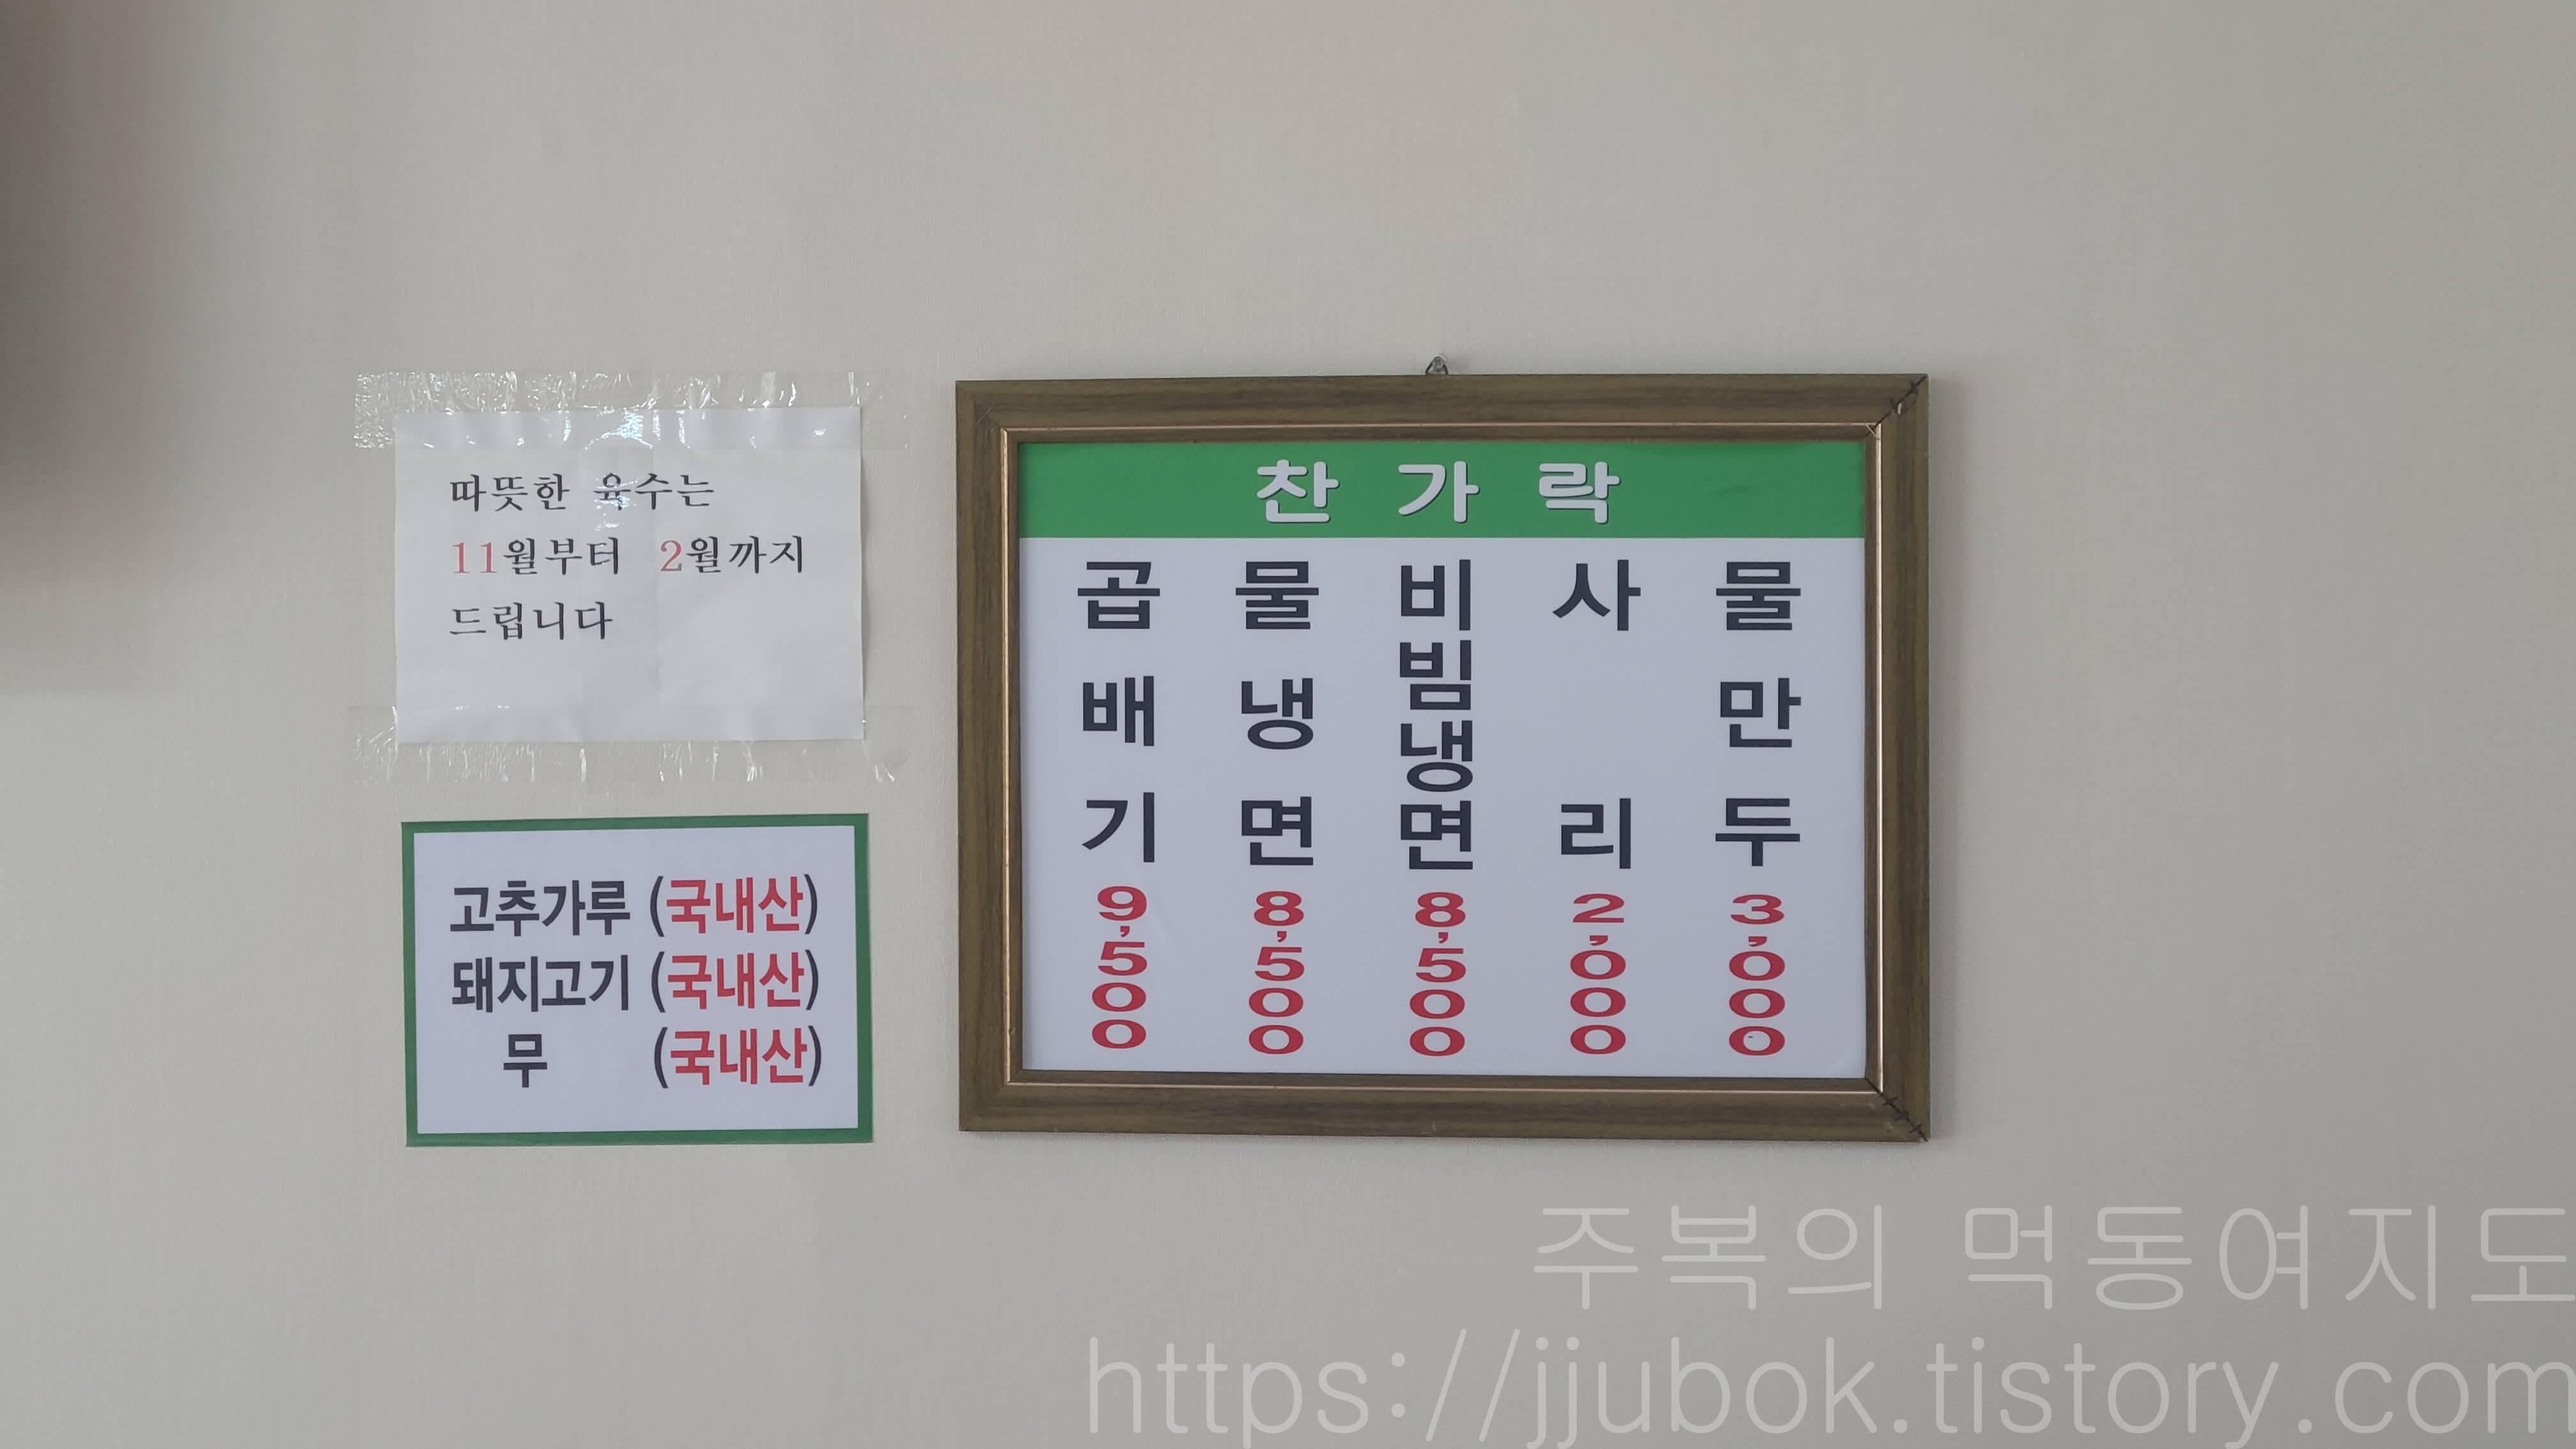 따뜻한 육수는
11월부터 2월까지
드립니다
고추가루 (국내산)
돼지고기 (국내산)
무 (국내산)
찬가락
곱배기 9,500
물냉면 8,500
비빔냉면 8,500
사리 2,000
물만두 3,000
주복의 먹동여지도
https://jjubok.tistory.com